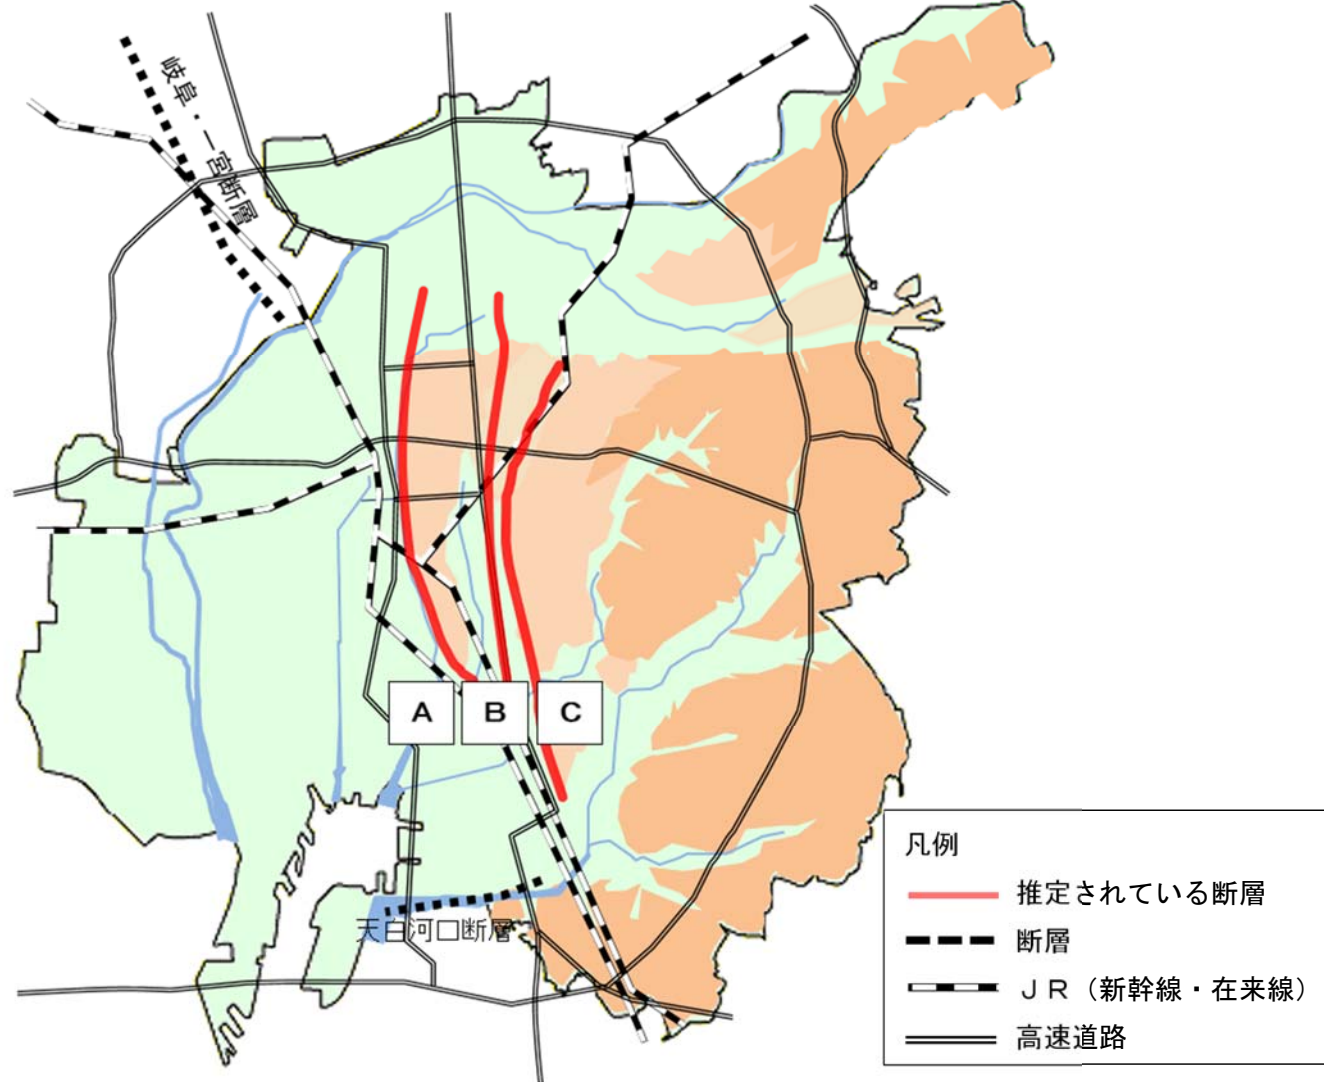 岐阜・一宮断層
A
B
C
天白河口断層
凡例
推定されている断層
断層
ＪＲ（新幹線・在来線）
高速道路